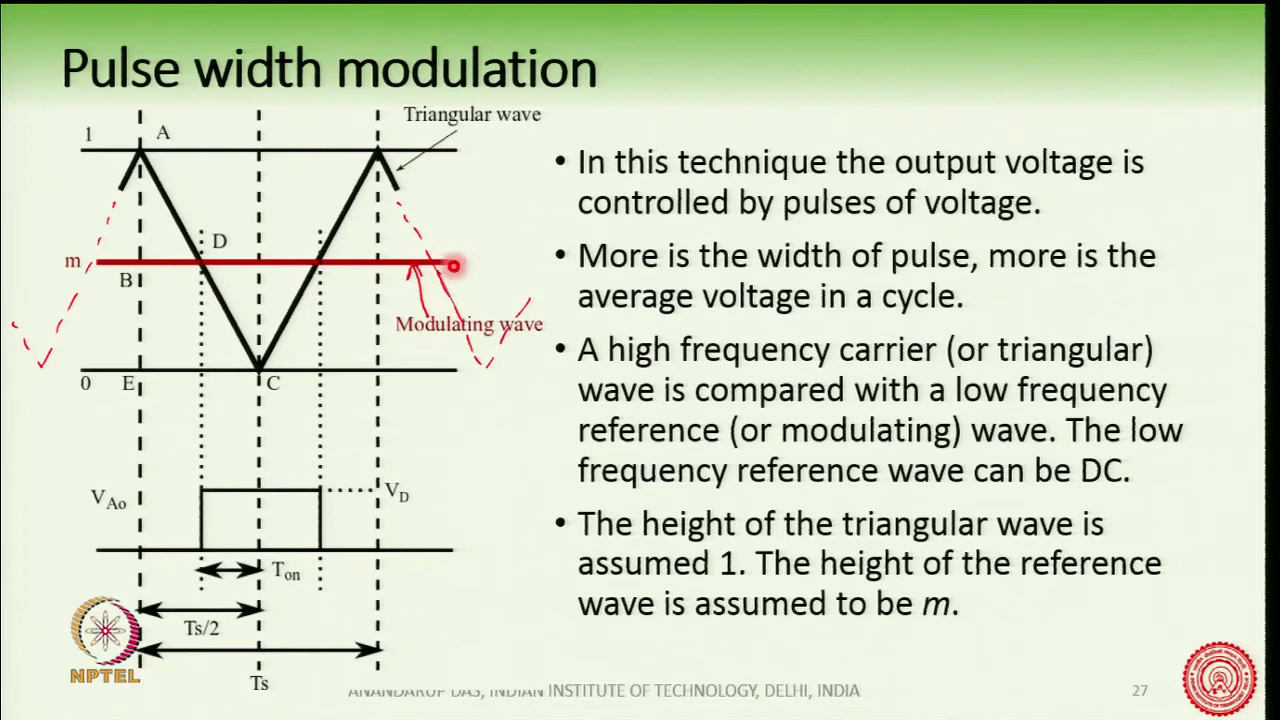 Pulse width modulation
Triangular wave
1
A
D
m
B
Modulating wave
0
E
C
V_Ao
V_D
T_on
Ts/2
Ts
• In this technique the output voltage is
controlled by pulses of voltage.
• More is the width of pulse, more is the
average voltage in a cycle.
• A high frequency carrier (or triangular)
wave is compared with a low frequency
reference (or modulating) wave. The low
frequency reference wave can be DC.
• The height of the triangular wave is
assumed 1. The height of the reference
wave is assumed to be m.
NPTEL
ANANDARUP DAS, INDIAN INSTITUTE OF TECHNOLOGY, DELHI, INDIA
27